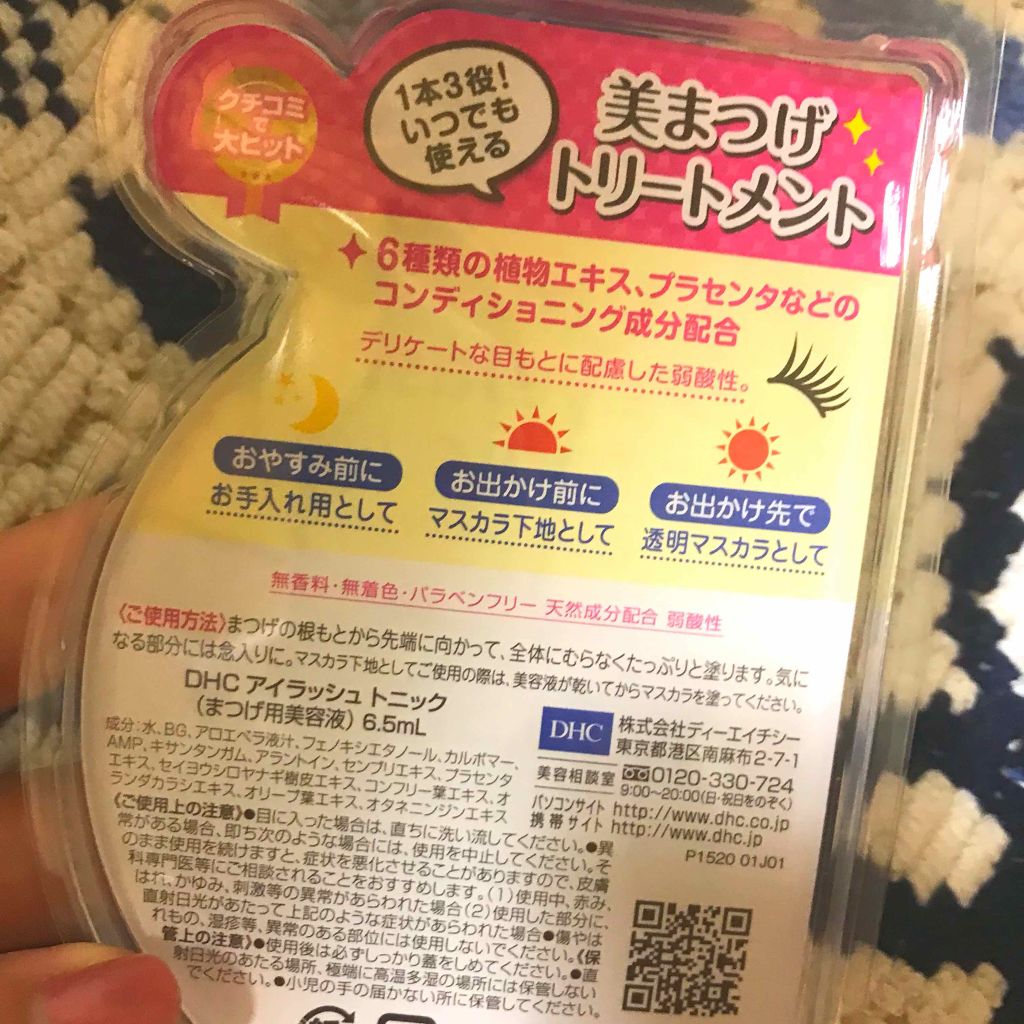 クチコミ
で
大ヒット
1本3役!
いつでも
使える
美まつげ
トリートメント
6種類の植物エキス、プラセンタなどの
コンディショニング成分配合
デリケートな目もとに配慮した弱酸性。
おやすみ前に
お手入れ用として
お出かけ前に
マスカラ下地として
お出かけ先で
透明マスカラとして
無香料・無着色・パラベンフリー 天然成分配合 弱酸性
〈ご使用方法〉まつげの根もとから先端に向かって、全体にむらなくたっぷりと塗ります。気に
なる部分には念入りに。マスカラ下地としてご使用の際は、美容液が乾いてからマスカラを塗ってください。
DHC アイラッシュ トニック
(まつげ用美容液) 6.5mL
成分:水、BG、アロエベラ液汁、フェノキシエタノール、カルボマー、
AMP、キサンタンガム、アラントイン、センブリエキス、プラセンタ
エキス、セイヨウシロヤナギ樹皮エキス、コンフリー葉エキス、オ
ランダカラシエキス、オリーブ葉エキス、オタネニンジンエキス
DHC
株式会社ディーエイチシー
東京都港区南麻布2-7-1
美容相談室 0120-330-724
9:00~20:00(日・祝日をのぞく)
パソコンサイト http://www.dhc.co.jp
携帯サイト http://www.dhc.jp
P1520 01J01
《ご使用上の注意》●目に入った場合は、直ちに洗い流してください。●異
常がある場合、即ち次のような場合には、使用を中止してください。そ
のまま使用を続けますと、症状を悪化させることがありますので、皮膚
科専門医等にご相談されることをおすすめします。(1)使用中、赤み、
はれ、かゆみ、刺激等の異常があらわれた場合(2)使用した部分に、
直射日光があたって上記のような症状があらわれた場合●傷やは
れもの、湿疹等、異常のある部位には使用しないでください。《保
管上の注意》●使用後は必ずしっかり蓋をしめてください。●直
射日光のあたる場所、極端に高温多湿の場所には保管しない
でください。●小児の手の届かない所に保管してください。